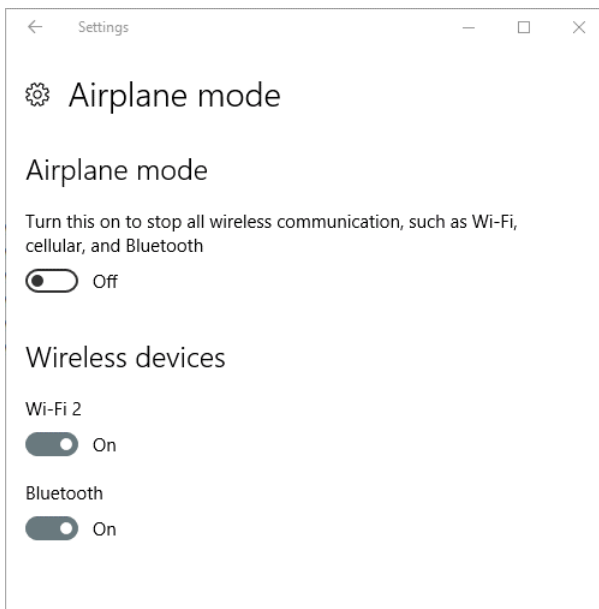 Settings
Airplane mode
Airplane mode
Turn this on to stop all wireless communication, such as Wi-Fi,
cellular, and Bluetooth
Off
Wireless devices
Wi-Fi 2
On
Bluetooth
On